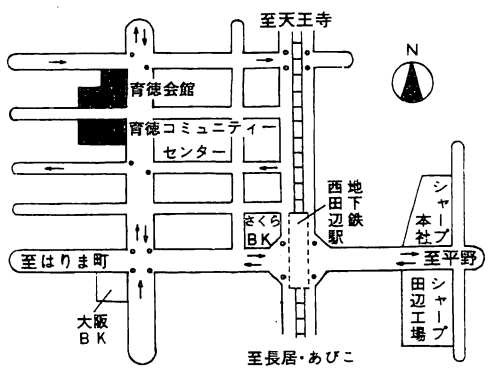 至天王寺
N
育徳会館
育徳コミュニティー
センター
地下鉄
西田辺駅
さくら
BK
シャープ
本社
至はりま町
至平野
大阪
BK
シャープ
田辺工場
至長居・あびこ